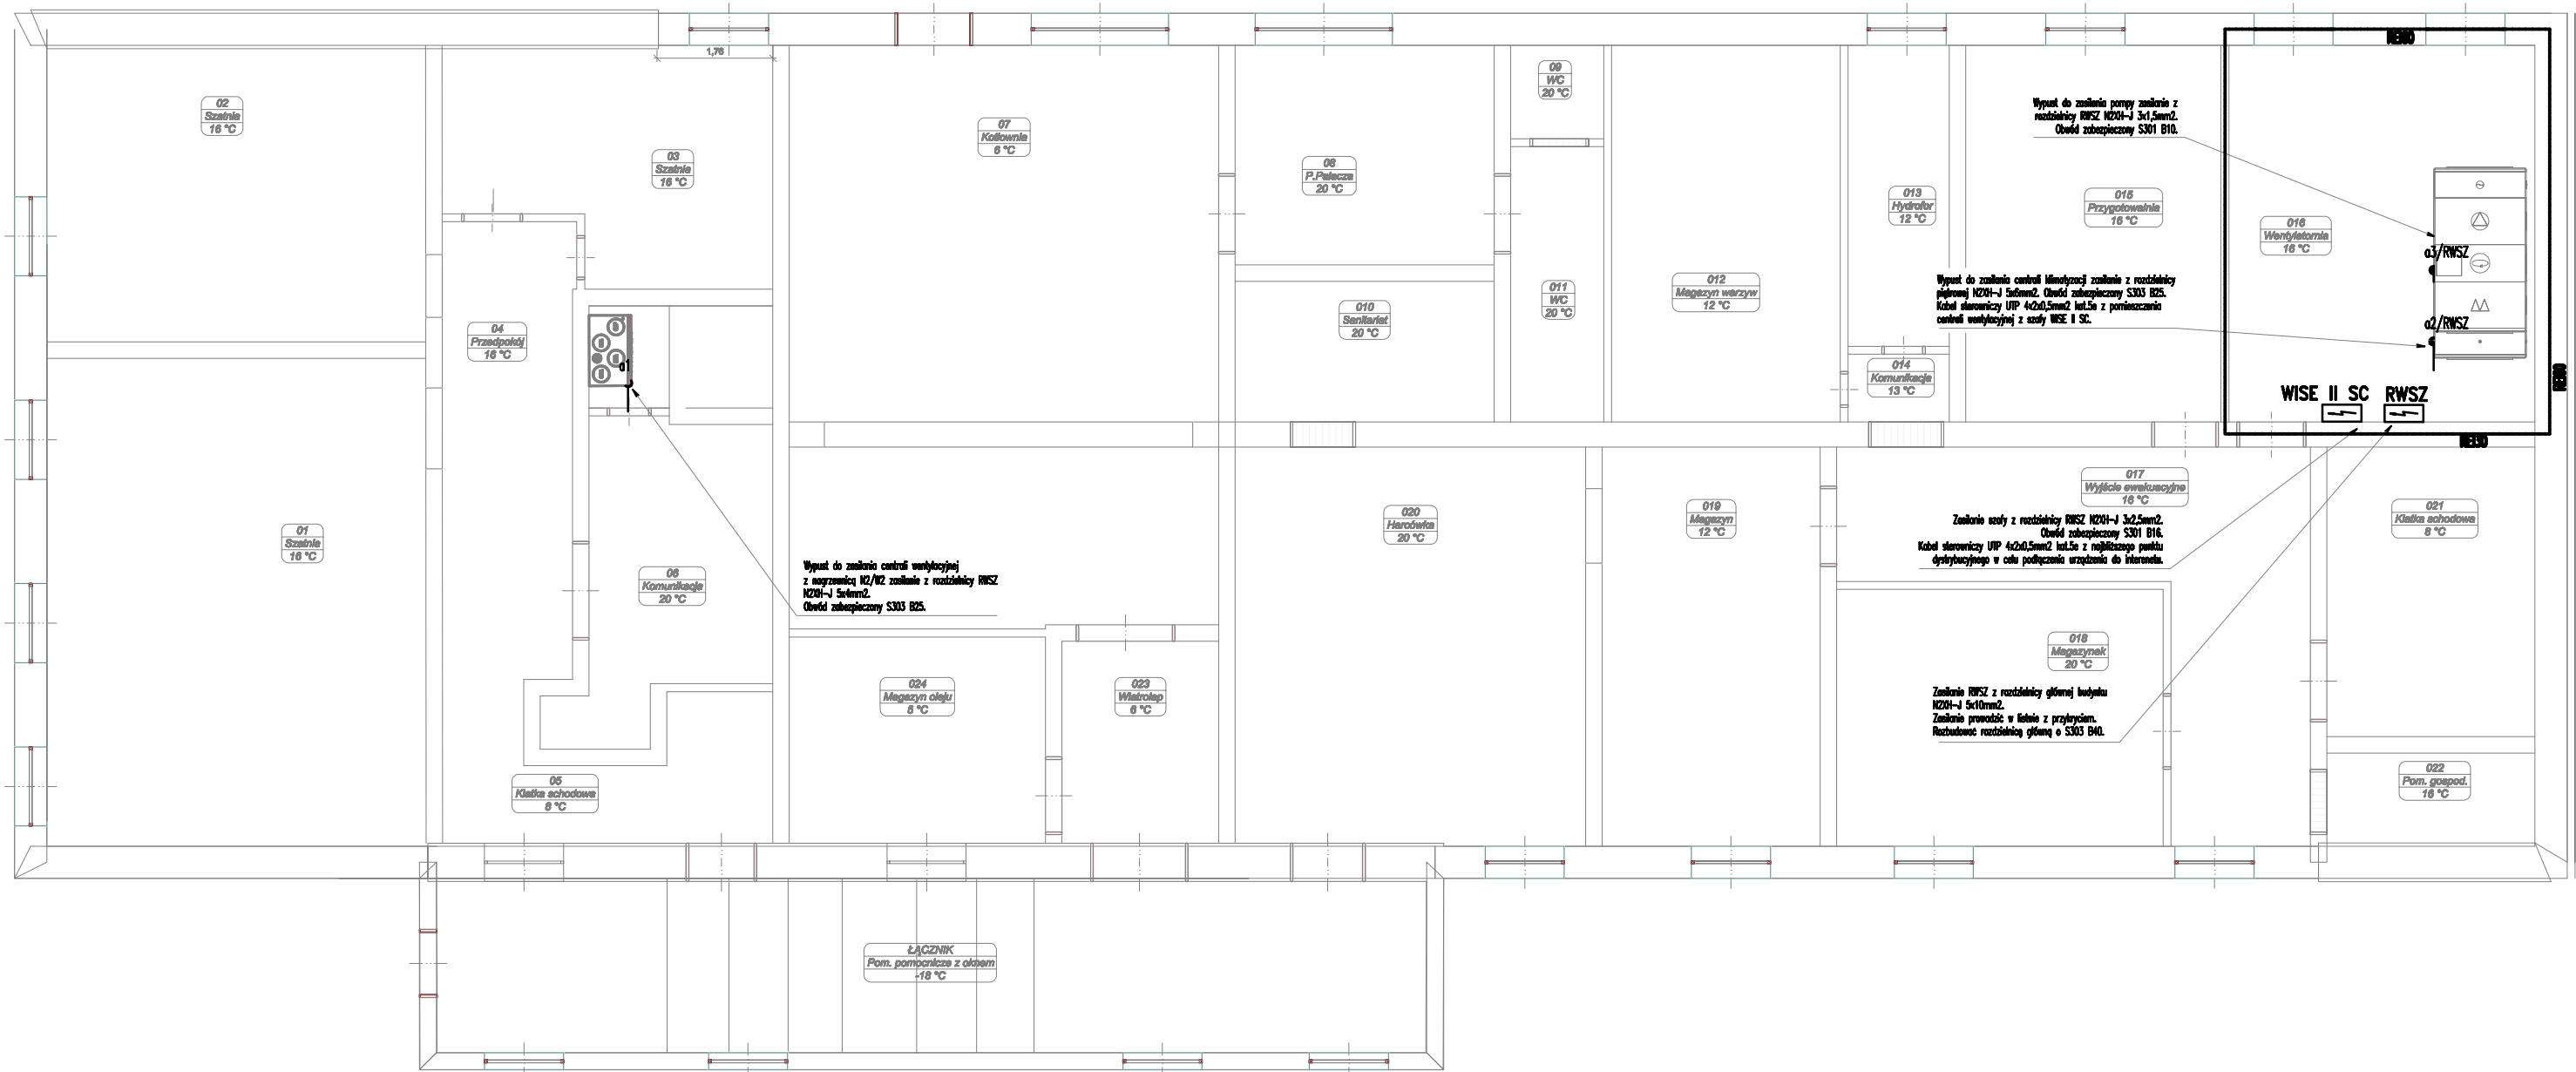 1,76
02
Szatnia
16 °C
03
Szatnia
16 °C
07
Kotłownia
6 °C
08
P.Palacza
20 °C
09
WC
20 °C
Wypust do zasilania pompy zasilanie z
rozdzielnicy RWSZ N2XH-J 3x1,5mm2.
Obwód zabezpieczony S301 B10.
013
Hydrofor
12 °C
015
Przygotowalnia
16 °C
016
Wentylatornia
16 °C
a3/RWSZ
04
Przedpokój
16 °C
a1
010
Sanitariat
20 °C
011
WC
20 °C
012
Magazyn warzyw
12 °C
Wypust do zasilania centrali klimatyzacji zasilanie z rozdzielnicy
piętrowej N2XH-J 5x6mm2. Obwód zabezpieczony S303 B25.
Kabel sterowniczy UTP 4x2x0,5mm2 kat.5e z pomieszczenia
centrali wentylacyjnej z szafy WISE II SC.
a2/RWSZ
014
Komunikacja
13 °C
WISE II SC
RWSZ
01
Szatnia
16 °C
020
Harcówka
20 °C
019
Magazyn
12 °C
017
Wyjście ewakuacyjne
16 °C
021
Klatka schodowa
8 °C
Zasilanie szafy z rozdzielnicy RWSZ N2XH-J 3x2,5mm2.
Obwód zabezpieczony S301 B16.
Kabel sterowniczy UTP 4x2x0,5mm2 kat.5e z najbliższego punktu
dystrybucyjnego w celu podłączenia urządzenia do interenetu.
06
Komunikacja
20 °C
Wypust do zasilania centrali wentylacyjnej
z nagrzewnicą N2/W2 zasilanie z rozdzielnicy RWSZ
N2XH-J 5x4mm2.
Obwód zabezpieczony S303 B25.
018
Magazynek
20 °C
024
Magazyn oleju
5 °C
023
Wiatrołap
6 °C
Zasilanie RWSZ z rozdzielnicy głównej budynku
N2XH-J 5x10mm2.
Zasilanie prowadzić w listwie z przykryciem.
Rozbudować rozdzielnicę główną o S303 B40.
05
Klatka schodowa
8 °C
022
Pom. gospod.
16 °C
ŁĄCZNIK
Pom. pomocnicze z oknem
-18 °C